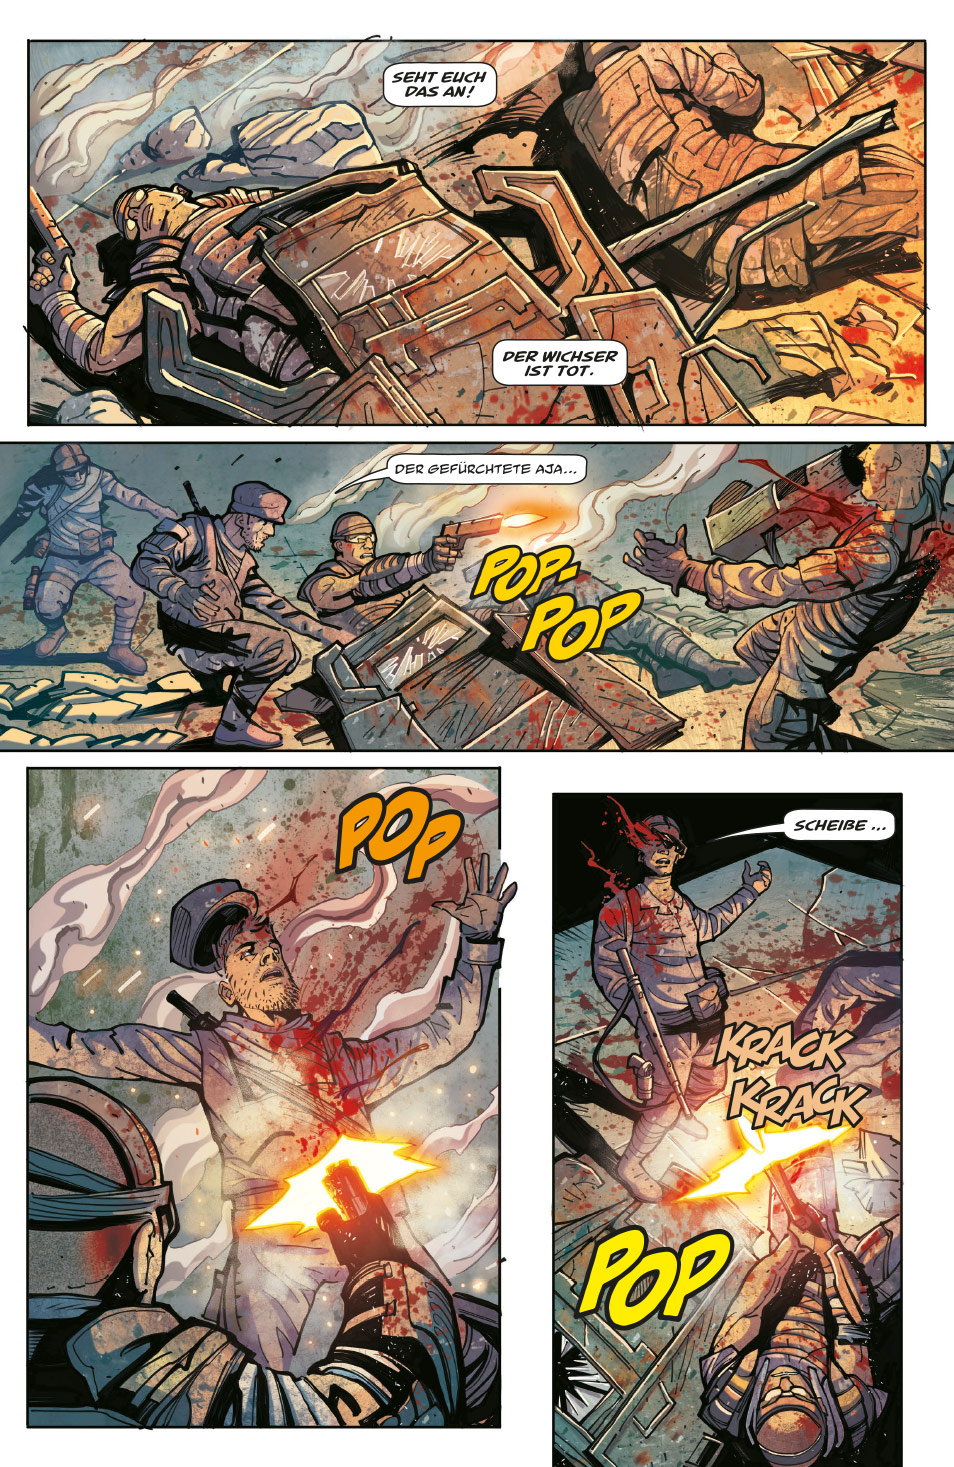 SEHT EUCH
DAS AN!
DER WICHSER
IST TOT.
DER GEFÜRCHTETE AJA...
POP-
POP
POP
SCHEIßE ...
KRACK
KRACK
POP